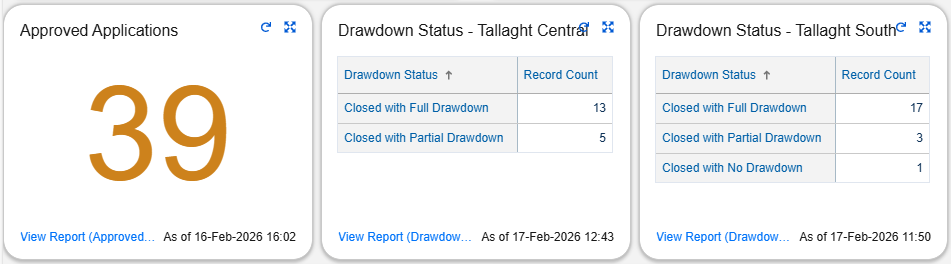 Approved Applications
39
View Report (Approved... As of 16-Feb-2026 16:02
Drawdown Status - Tallaght Central
Drawdown Status ↑ Record Count
Closed with Full Drawdown 13
Closed with Partial Drawdown 5
View Report (Drawdow... As of 17-Feb-2026 12:43
Drawdown Status - Tallaght South
Drawdown Status ↑ Record Count
Closed with Full Drawdown 17
Closed with Partial Drawdown 3
Closed with No Drawdown 1
View Report (Drawdow... As of 17-Feb-2026 11:50